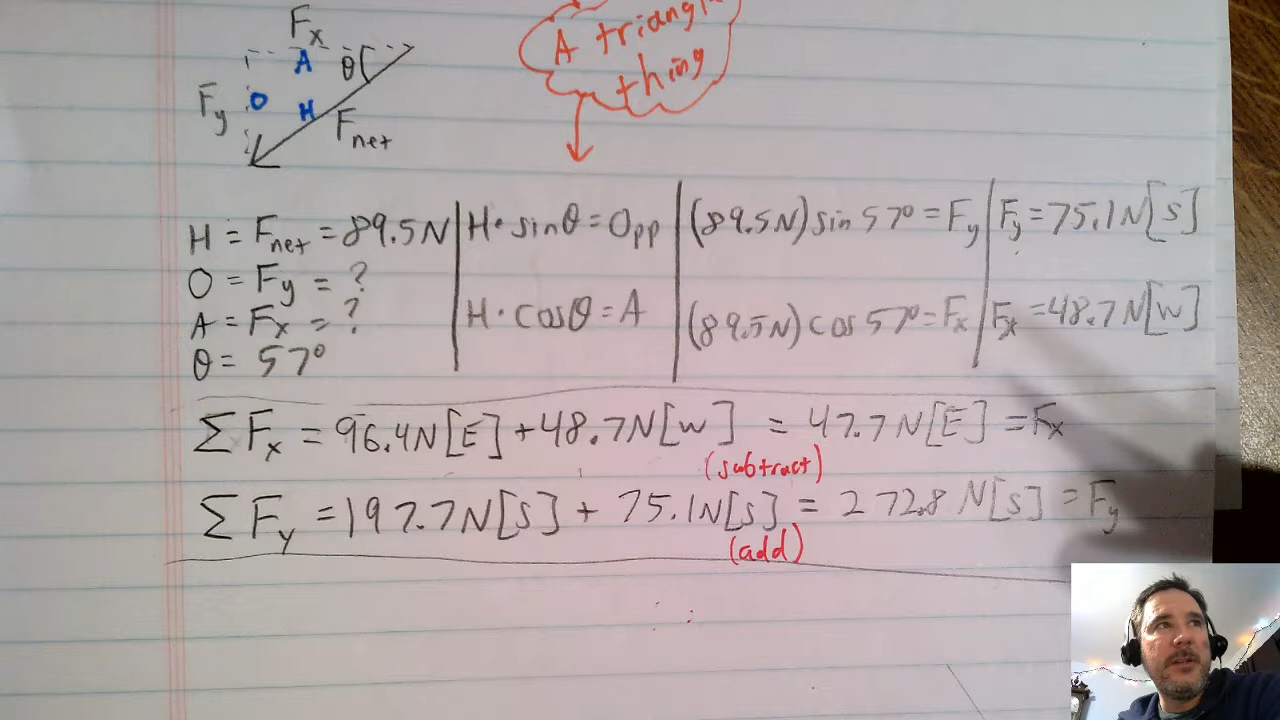 Fx
A triangle
thing
A
θ
Fy
O
H
Fnet
H = Fnet = 89.5N
O = Fy = ?
A = Fx = ?
θ = 57°
H·sinθ = Opp
H·cosθ = A
(89.5N) sin 57° = Fy
(89.5N) cos 57° = Fx
Fy = 75.1N[S]
Fx = 48.7N[W]
ΣFx = 96.4N[E] + 48.7N[W] = 47.7N[E] = Fx
(subtract)
ΣFy = 197.7N[S] + 75.1N[S] = 272.8 N[S] = Fy
(add)